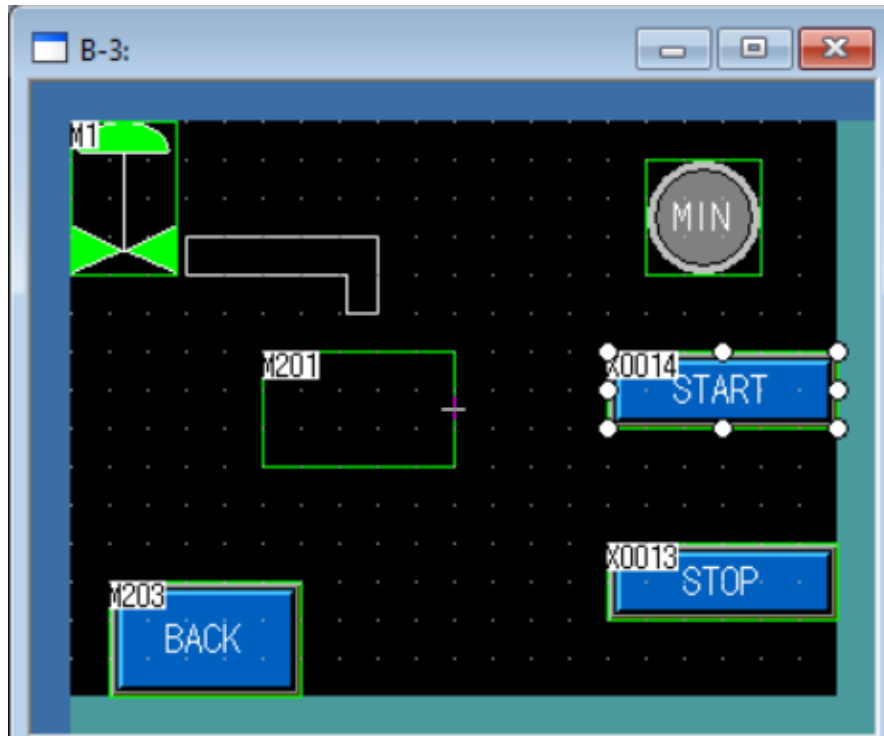 B-3:
M1
MIN
M201
X0014
START
X0013
STOP
M203
BACK